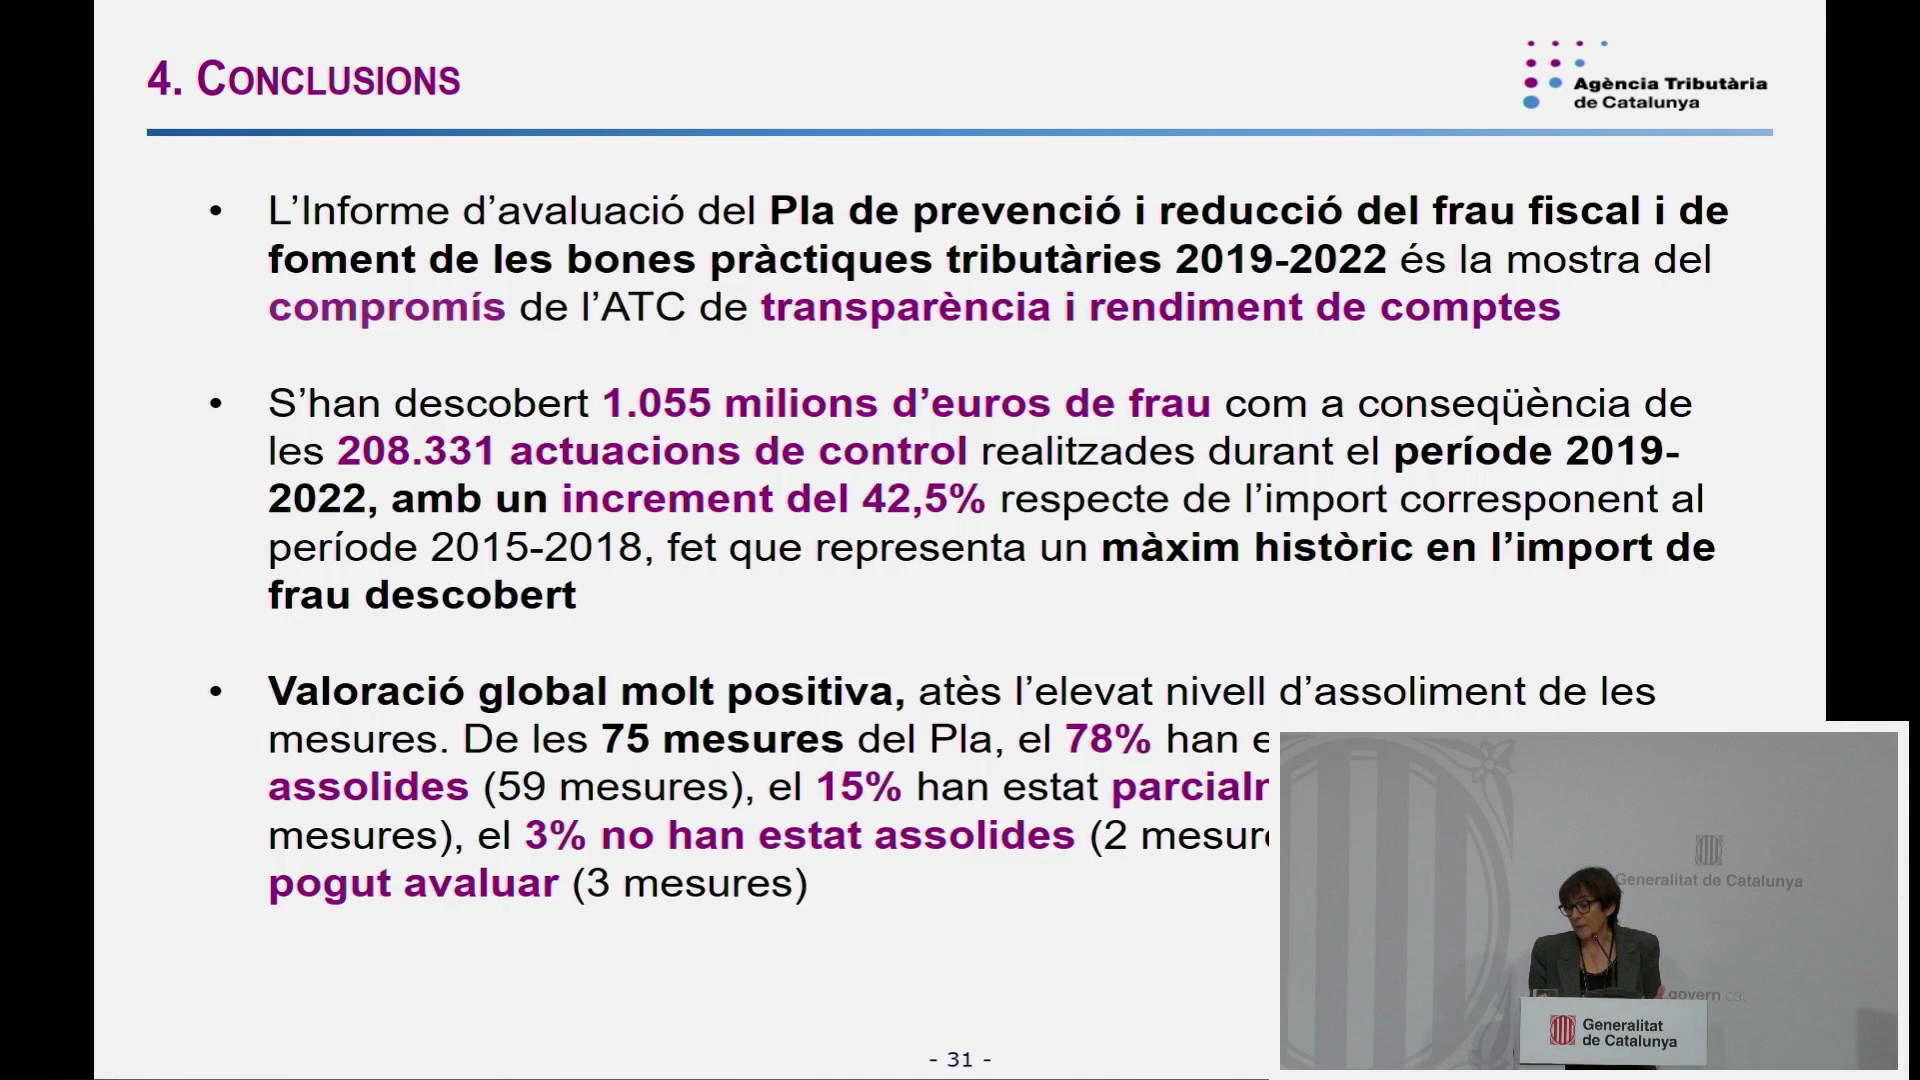 4. CONCLUSIONS
Agència Tributària
de Catalunya
• L’Informe d’avaluació del Pla de prevenció i reducció del frau fiscal i de
foment de les bones pràctiques tributàries 2019-2022 és la mostra del
compromís de l’ATC de transparència i rendiment de comptes
• S’han descobert 1.055 milions d’euros de frau com a conseqüència de
les 208.331 actuacions de control realitzades durant el període 2019-
2022, amb un increment del 42,5% respecte de l’import corresponent al
període 2015-2018, fet que representa un màxim històric en l’import de
frau descobert
• Valoració global molt positiva, atès l’elevat nivell d’assoliment de les
mesures. De les 75 mesures del Pla, el 78% han
assolides (59 mesures), el 15% han estat
mesures), el 3% no han estat assolides (2
pogut avaluar (3 mesures)
- 31 -
Generalitat de Catalunya
govern.cat
Generalitat
de Catalunya